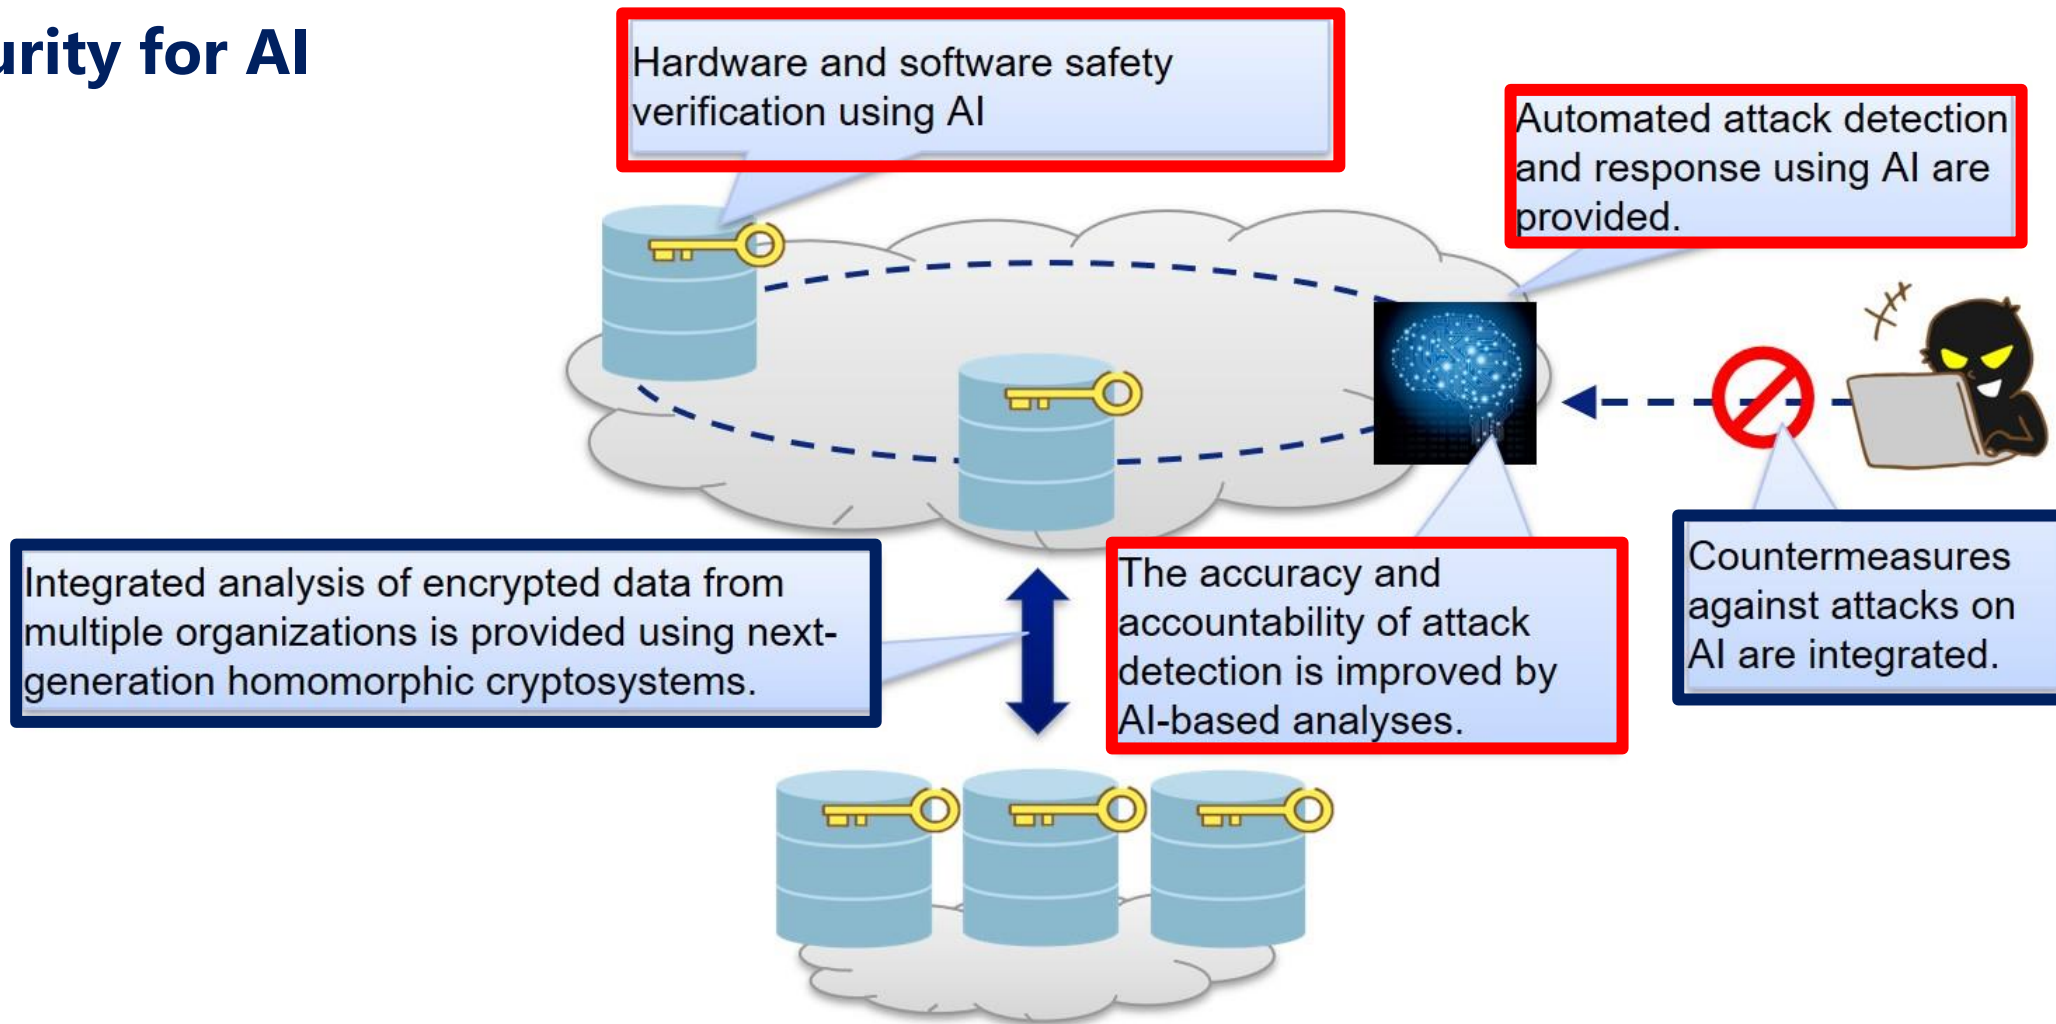 urity for AI
Hardware and software safety
verification using AI
Automated attack detection
and response using AI are
provided.
Integrated analysis of encrypted data from
multiple organizations is provided using next-
generation homomorphic cryptosystems.
The accuracy and
accountability of attack
detection is improved by
AI-based analyses.
Countermeasures
against attacks on
AI are integrated.